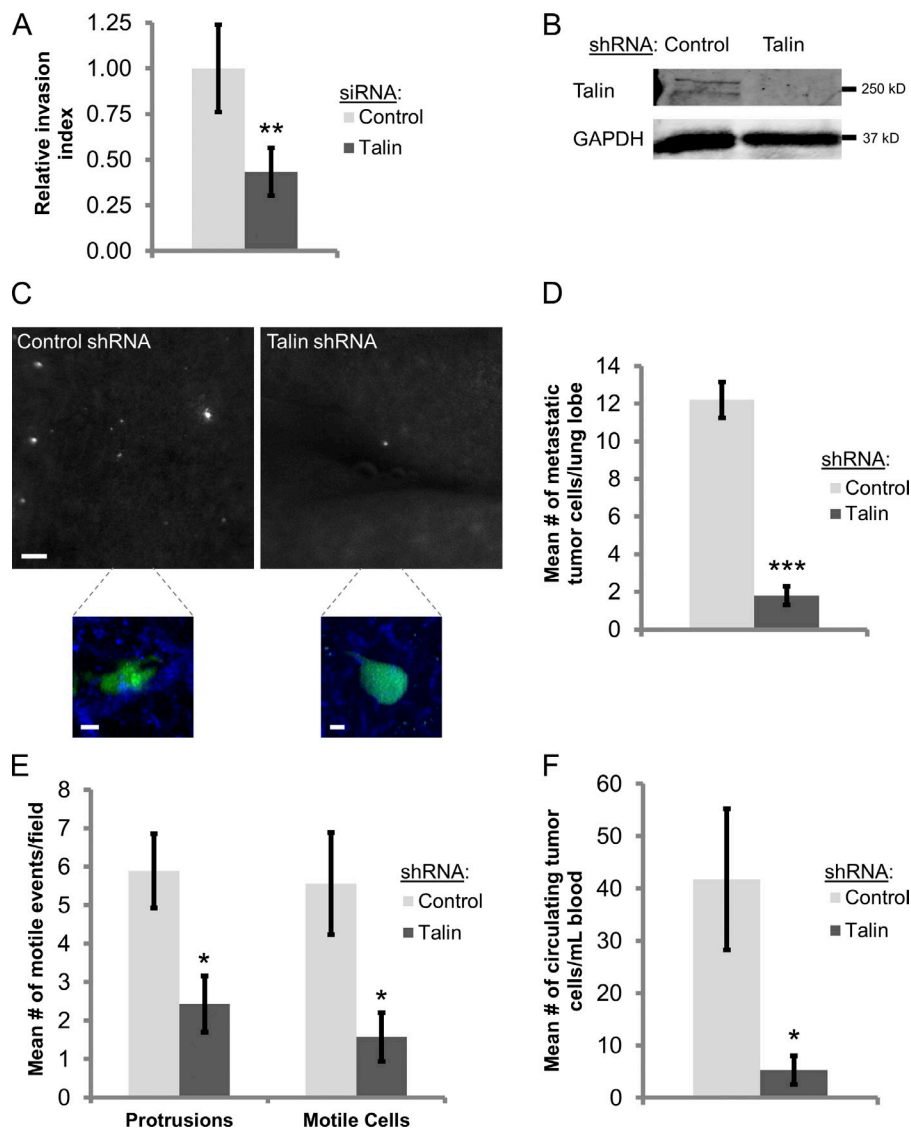 A
Relative invasion
index
1.25
1.00
0.75
0.50
0.25
0.00
**
siRNA:
Control
Talin
B
shRNA: Control Talin
Talin
250 kD
GAPDH
37 kD
C
Control shRNA
Talin shRNA
D
Mean # of metastatic
tumor cells/lung lobe
14
12
10
8
6
4
2
0
***
shRNA:
Control
Talin
E
Mean # of motile events/field
8
7
6
5
4
3
2
1
0
*
*
Protrusions Motile Cells
shRNA:
Control
Talin
F
Mean # of circulating tumor
cells/mL blood
60
50
40
30
20
10
0
*
shRNA:
Control
Talin